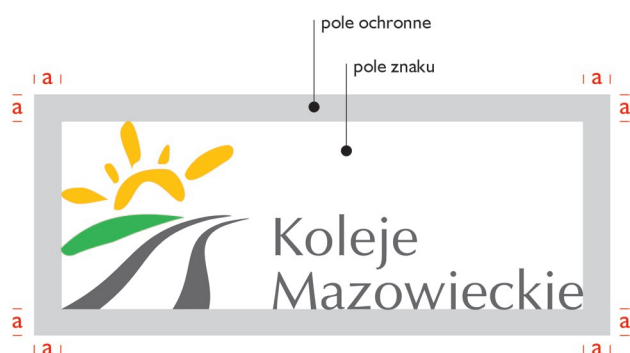 pole ochronne
pole znaku
a a
a a
Koleje
Mazowieckie
a a
a a